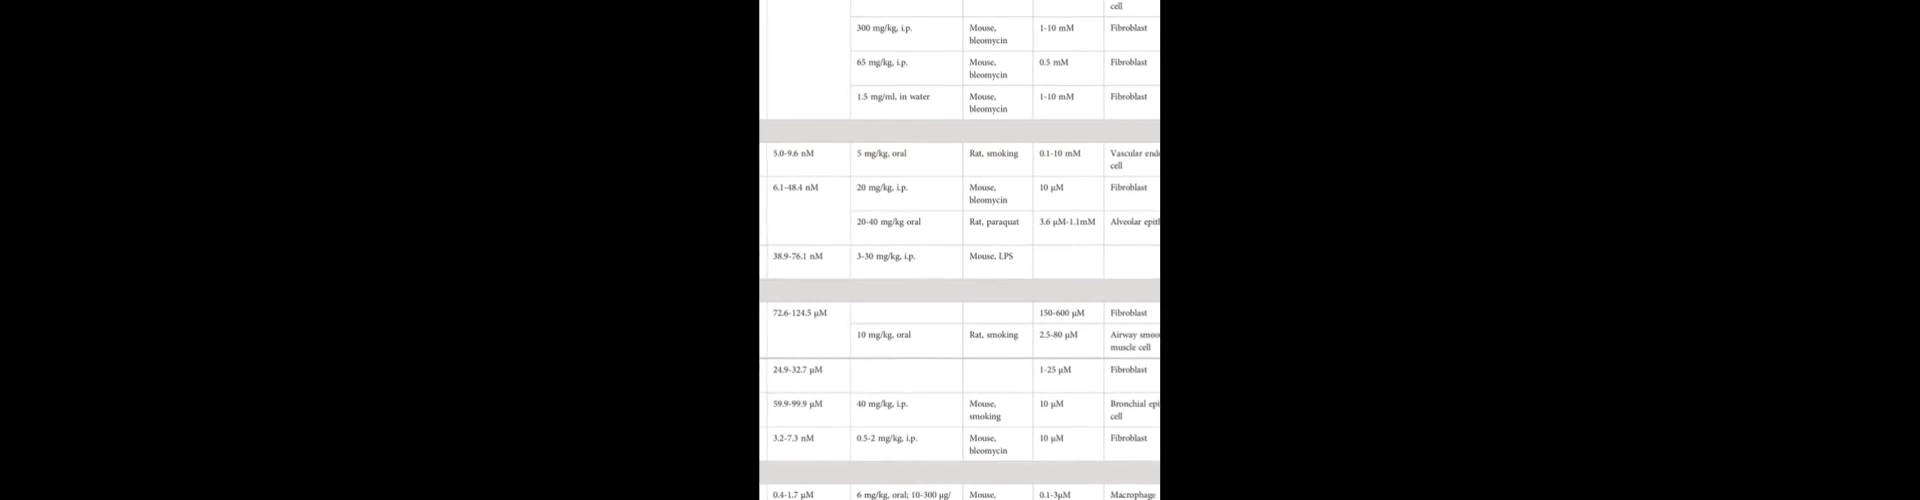 cell
300 mg/kg, i.p. Mouse, 1-10 mM Fibroblast
bleomycin
65 mg/kg, i.p. Mouse, 0.5 mM Fibroblast
bleomycin
1.5 mg/ml, in water Mouse, 1-10 mM Fibroblast
bleomycin
5.0-9.6 nM 5 mg/kg, oral Rat, smoking 0.1-10 mM Vascular end
cell
6.1-48.4 nM 20 mg/kg, i.p. Mouse, 10 μM Fibroblast
bleomycin
20-40 mg/kg oral Rat, paraquat 3.6 μM-1.1mM Alveolar epit
38.9-76.1 nM 3-30 mg/kg, i.p. Mouse, LPS
72.6-124.5 μM 150-600 μM Fibroblast
10 mg/kg, oral Rat, smoking 2.5-80 μM Airway smoo
muscle cell
24.9-32.7 μM 1-25 μM Fibroblast
59.9-99.9 μM 40 mg/kg, i.p. Mouse, 10 μM Bronchial epi
smoking cell
3.2-7.3 nM 0.5-2 mg/kg, i.p. Mouse, 10 μM Fibroblast
bleomycin
0.4-1.7 μM 6 mg/kg, oral; 10-300 μg/ Mouse, 0.1-3μM Macrophage